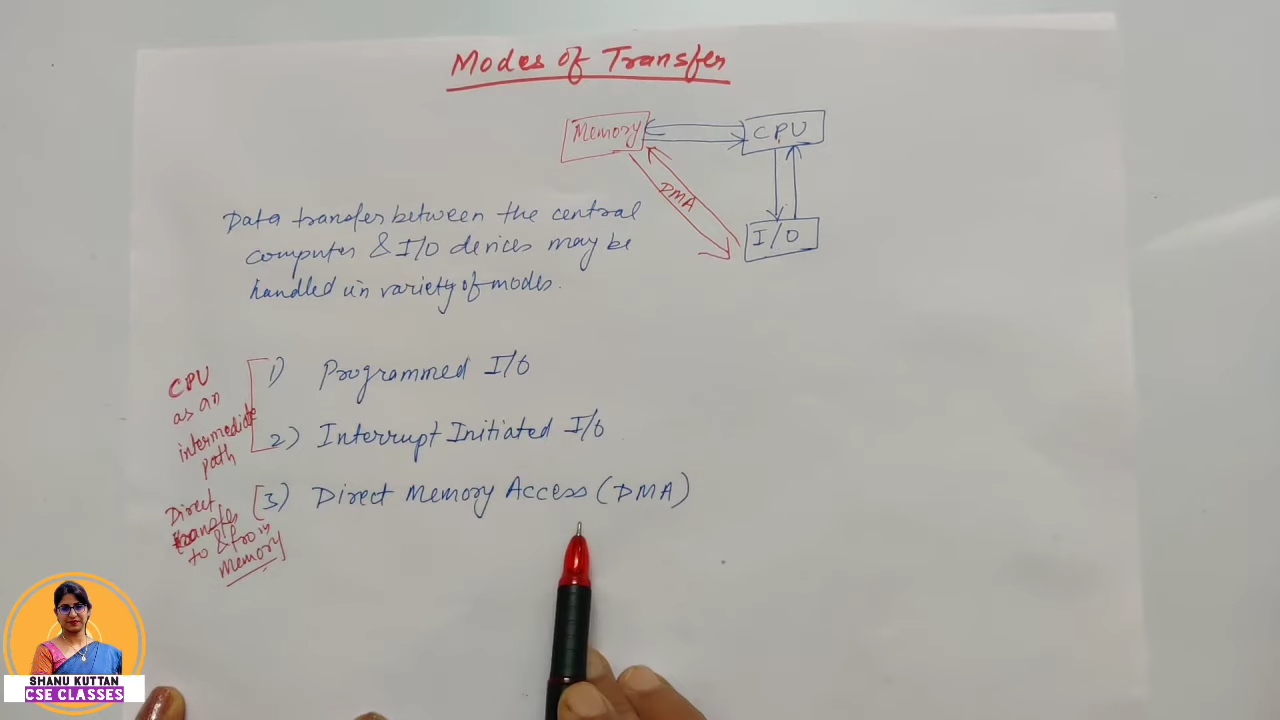 Modes of Transfer
Memory
CPU
DMA
I/O
Data transfer between the central
computer & I/O devices may be
handled in variety of modes.
CPU
as an
intermediate
path
1) Programmed I/O
2) Interrupt Initiated I/O
Direct
transfer
to & from
Memory
3) Direct Memory Access (DMA)
SHANU KUTTAN
CSE CLASSES